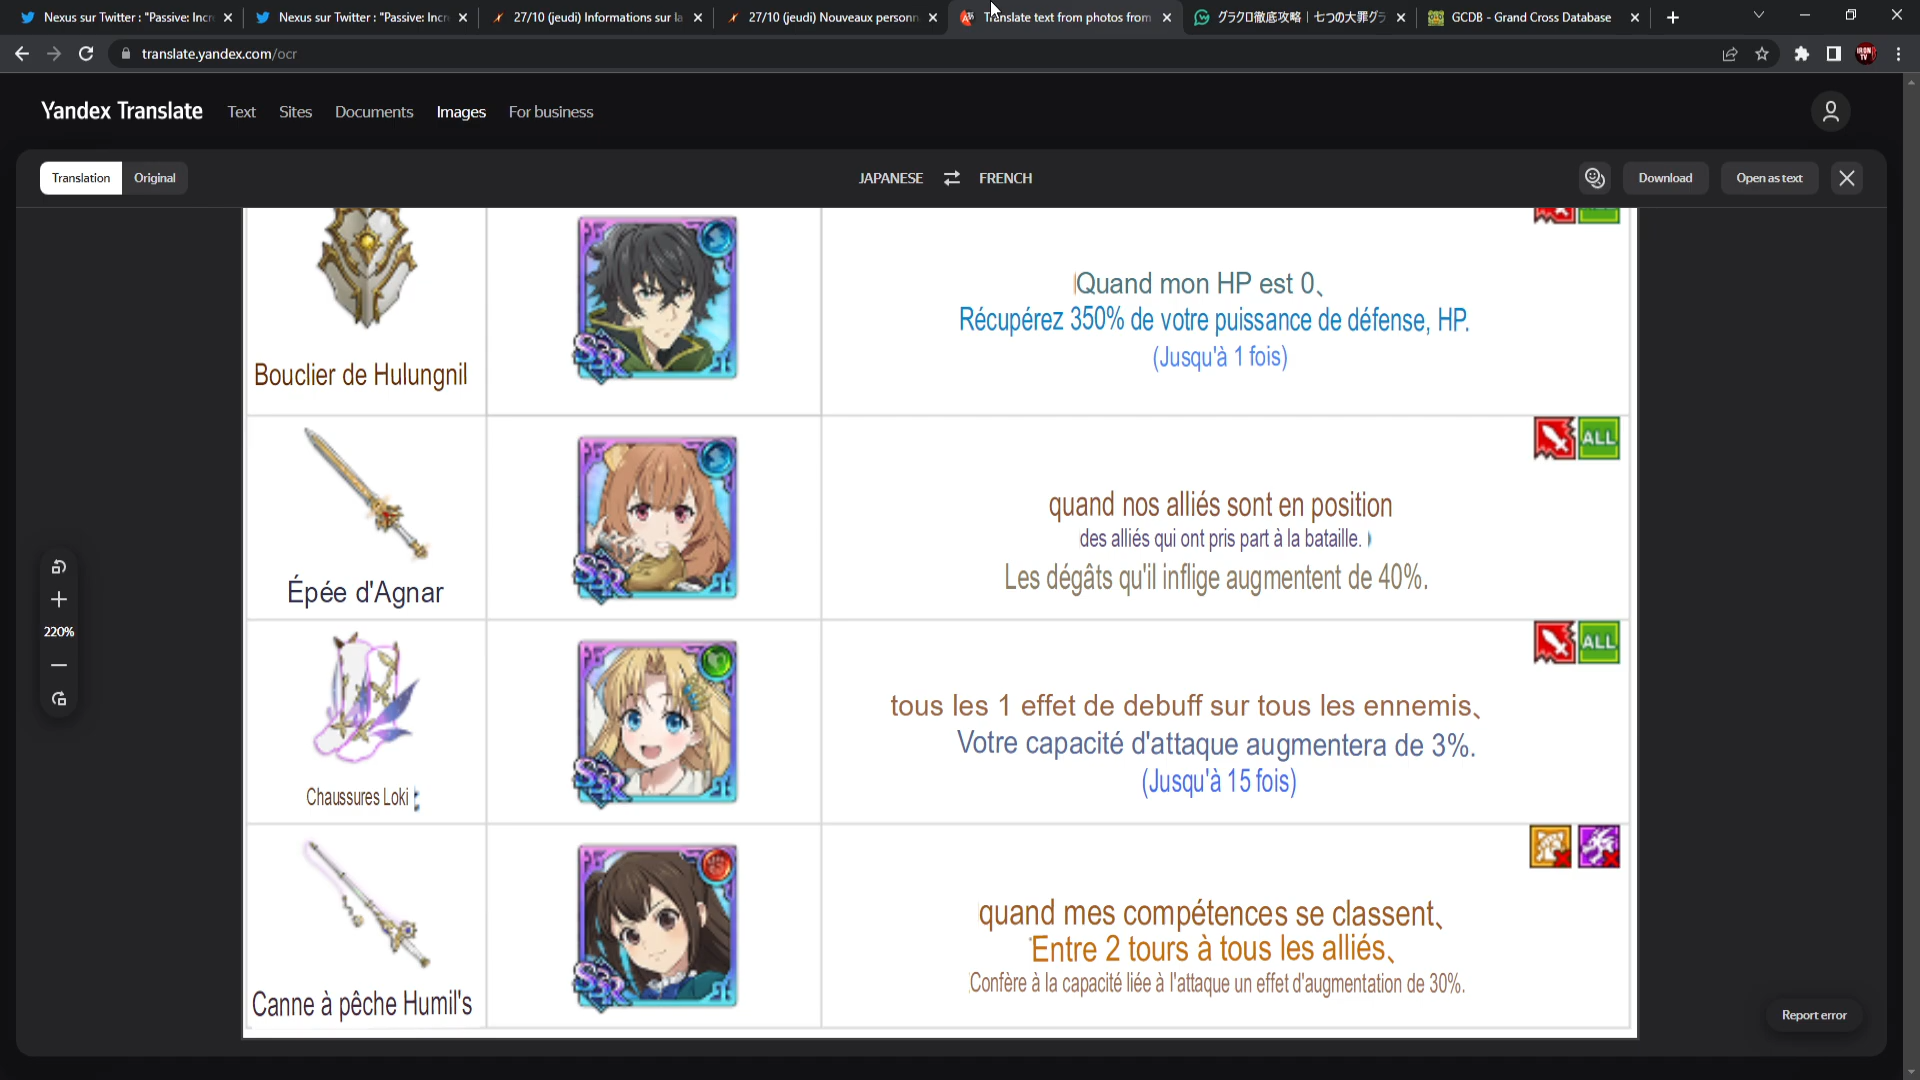 Nexus sur Twitter : "Passive: Incr
Nexus sur Twitter : "Passive: Incr
27/10 (jeudi) Informations sur la
27/10 (jeudi) Nouveaux personn
Translate text from photos from
グラクロ徹底攻略 | 七つの大罪グラ
GCDB - Grand Cross Database
translate.yandex.com/ocr
Yandex Translate
Text
Sites
Documents
Images
For business
Translation
Original
JAPANESE
FRENCH
Download
Open as text
Quand mon HP est 0、
Récupérez 350% de votre puissance de défense, HP.
(Jusqu'à 1 fois)
Bouclier de Hulungnil
SSR
ALL
quand nos alliés sont en position
des alliés qui ont pris part à la bataille.
Les dégâts qu'il inflige augmentent de 40%.
Épée d'Agnar
SSR
220%
ALL
tous les 1 effet de debuff sur tous les ennemis、
Votre capacité d'attaque augmentera de 3%.
(Jusqu'à 15 fois)
Chaussures Loki
SSR
quand mes compétences se classent、
Entre 2 tours à tous les alliés、
Confère à la capacité liée à l'attaque un effet d'augmentation de 30%.
Canne à pêche Humil's
SSR
Report error